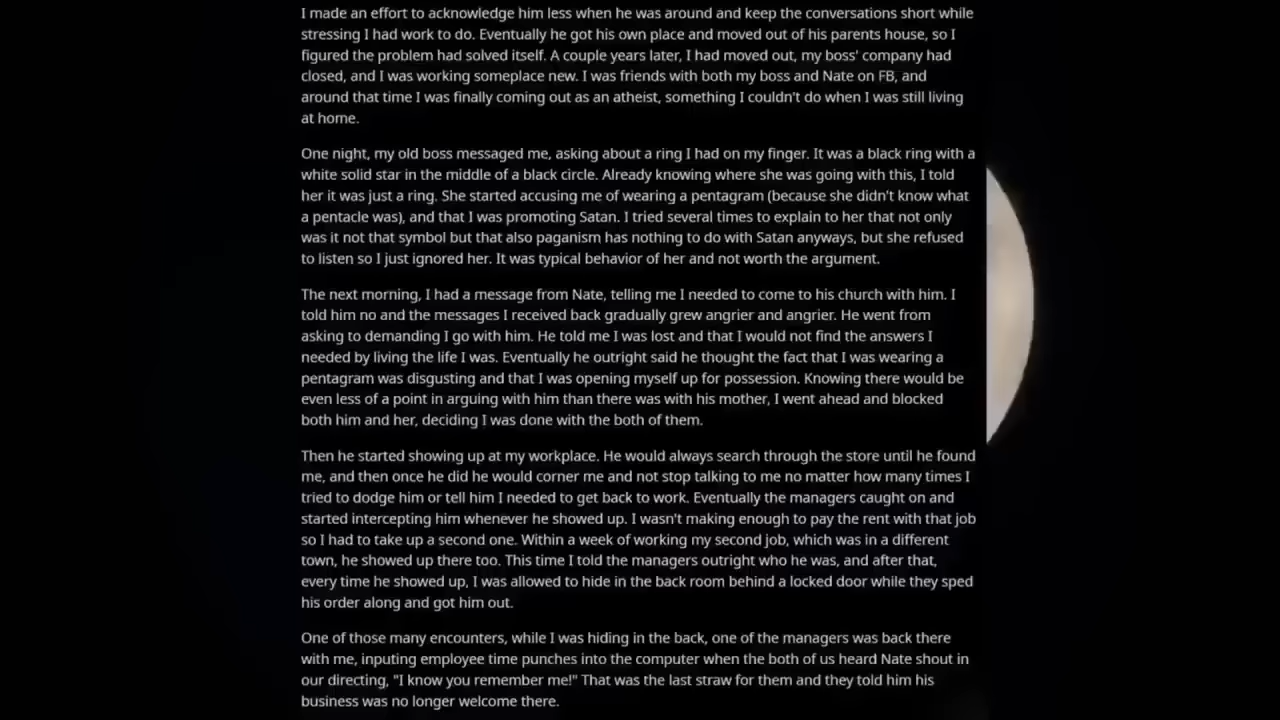 I made an effort to acknowledge him less when he was around and keep the conversations short while
stressing I had work to do. Eventually he got his own place and moved out of his parents house, so I
figured the problem had solved itself. A couple years later, I had moved out, my boss' company had
closed, and I was working someplace new. I was friends with both my boss and Nate on FB, and
around that time I was finally coming out as an atheist, something I couldn't do when I was still living
at home.
One night, my old boss messaged me, asking about a ring I had on my finger. It was a black ring with a
white solid star in the middle of a black circle. Already knowing where she was going with this, I told
her it was just a ring. She started accusing me of wearing a pentagram (because she didn't know what
a pentacle was), and that I was promoting Satan. I tried several times to explain to her that not only
was it not that symbol but that also paganism has nothing to do with Satan anyways, but she refused
to listen so I just ignored her. It was typical behavior of her and not worth the argument.
The next morning, I had a message from Nate, telling me I needed to come to his church with him. I
told him no and the messages I received back gradually grew angrier and angrier. He went from
asking to demanding I go with him. He told me I was lost and that I would not find the answers I
needed by living the life I was. Eventually he outright said he thought the fact that I was wearing a
pentagram was disgusting and that I was opening myself up for possession. Knowing there would be
even less of a point in arguing with him than there was with his mother, I went ahead and blocked
both him and her, deciding I was done with the both of them.
Then he started showing up at my workplace. He would always search through the store until he found
me, and then once he did he would corner me and not stop talking to me no matter how many times I
tried to dodge him or tell him I needed to get back to work. Eventually the managers caught on and
started intercepting him whenever he showed up. I wasn't making enough to pay the rent with that job
so I had to take up a second one. Within a week of working my second job, which was in a different
town, he showed up there too. This time I told the managers outright who he was, and after that,
every time he showed up, I was allowed to hide in the back room behind a locked door while they sped
his order along and got him out.
One of those many encounters, while I was hiding in the back, one of the managers was back there
with me, inputing employee time punches into the computer when the both of us heard Nate shout in
our directing, "I know you remember me!" That was the last straw for them and they told him his
business was no longer welcome there.